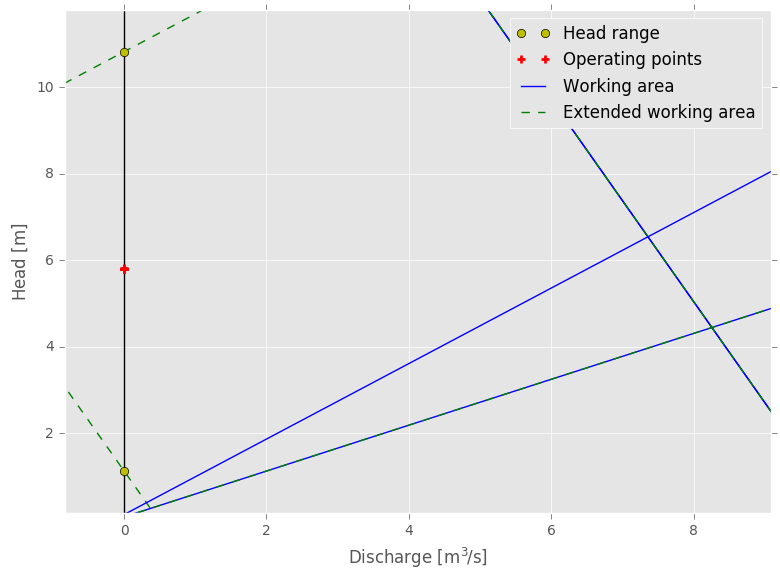 Head range
Operating points
Working area
Extended working area
10
8
6
4
2
Head [m]
0 2 4 6 8
Discharge [m³/s]